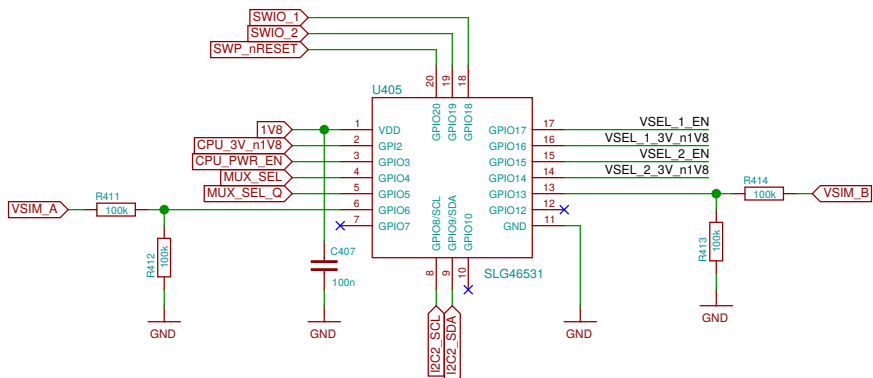 SWIO_1
SWIO_2
SWP_nRESET
20
19
18
U405
GPIO20
GPIO19
GPIO18
1V8
1
VDD
CPU_3V_n1V8
2
GPI2
CPU_PWR_EN
3
GPIO3
MUX_SEL
4
GPIO4
MUX_SEL_Q
5
GPIO5
6
GPIO6
7
GPIO7
GPIO17
17
VSEL_1_EN
GPIO16
16
VSEL_1_3V_n1V8
GPIO15
15
VSEL_2_EN
GPIO14
14
VSEL_2_3V_n1V8
GPIO13
13
GPIO12
12
GND
11
GPIO8/SCL
GPIO9/SDA
GPIO10
8
9
10
SLG46531
VSIM_A
R411
100k
R412
100k
GND
C407
100n
GND
I2C2_SCL
I2C2_SDA
GND
R414
100k
VSIM_B
R413
100k
GND